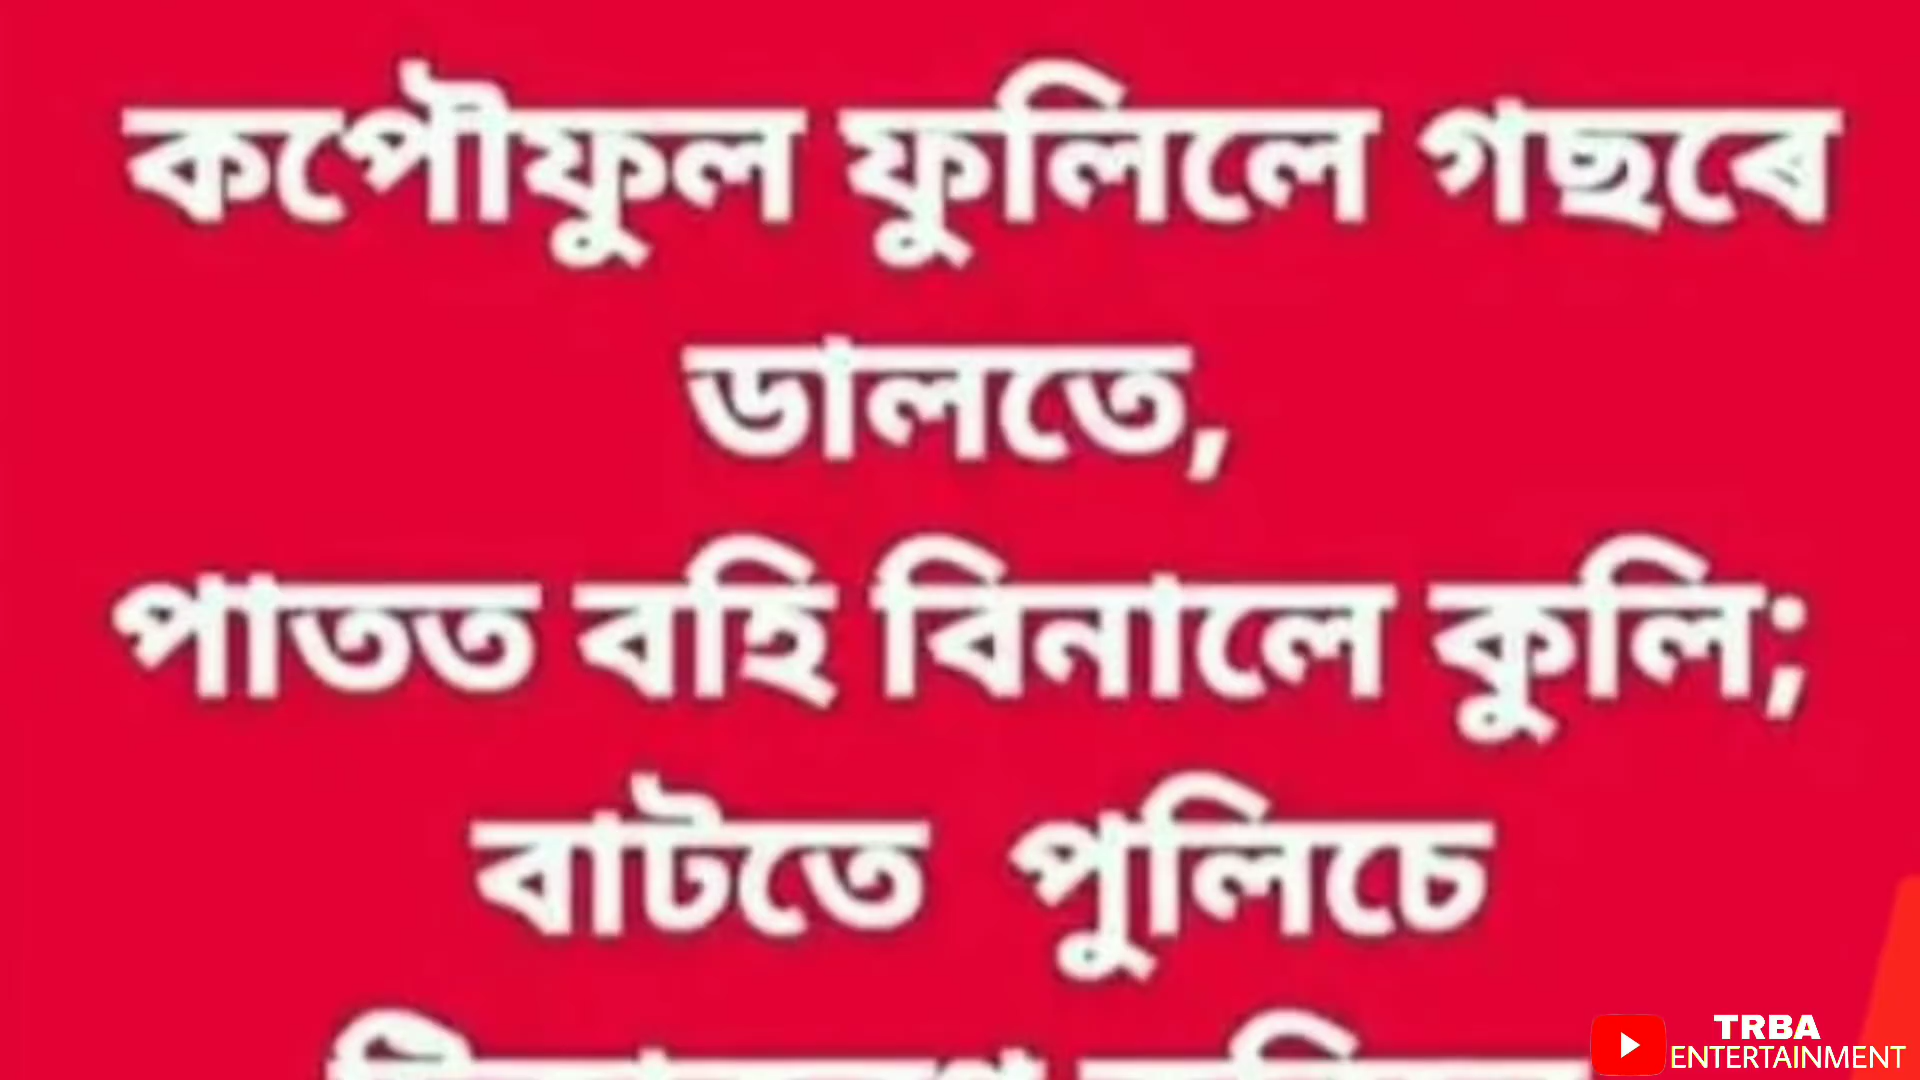 কপৌফুল ফুলিলে গছৰে
ডালতে,
পাতত বহি বিনালে কুলি;
বাটতে পুলিচে
TRBA
ENTERTAINMENT